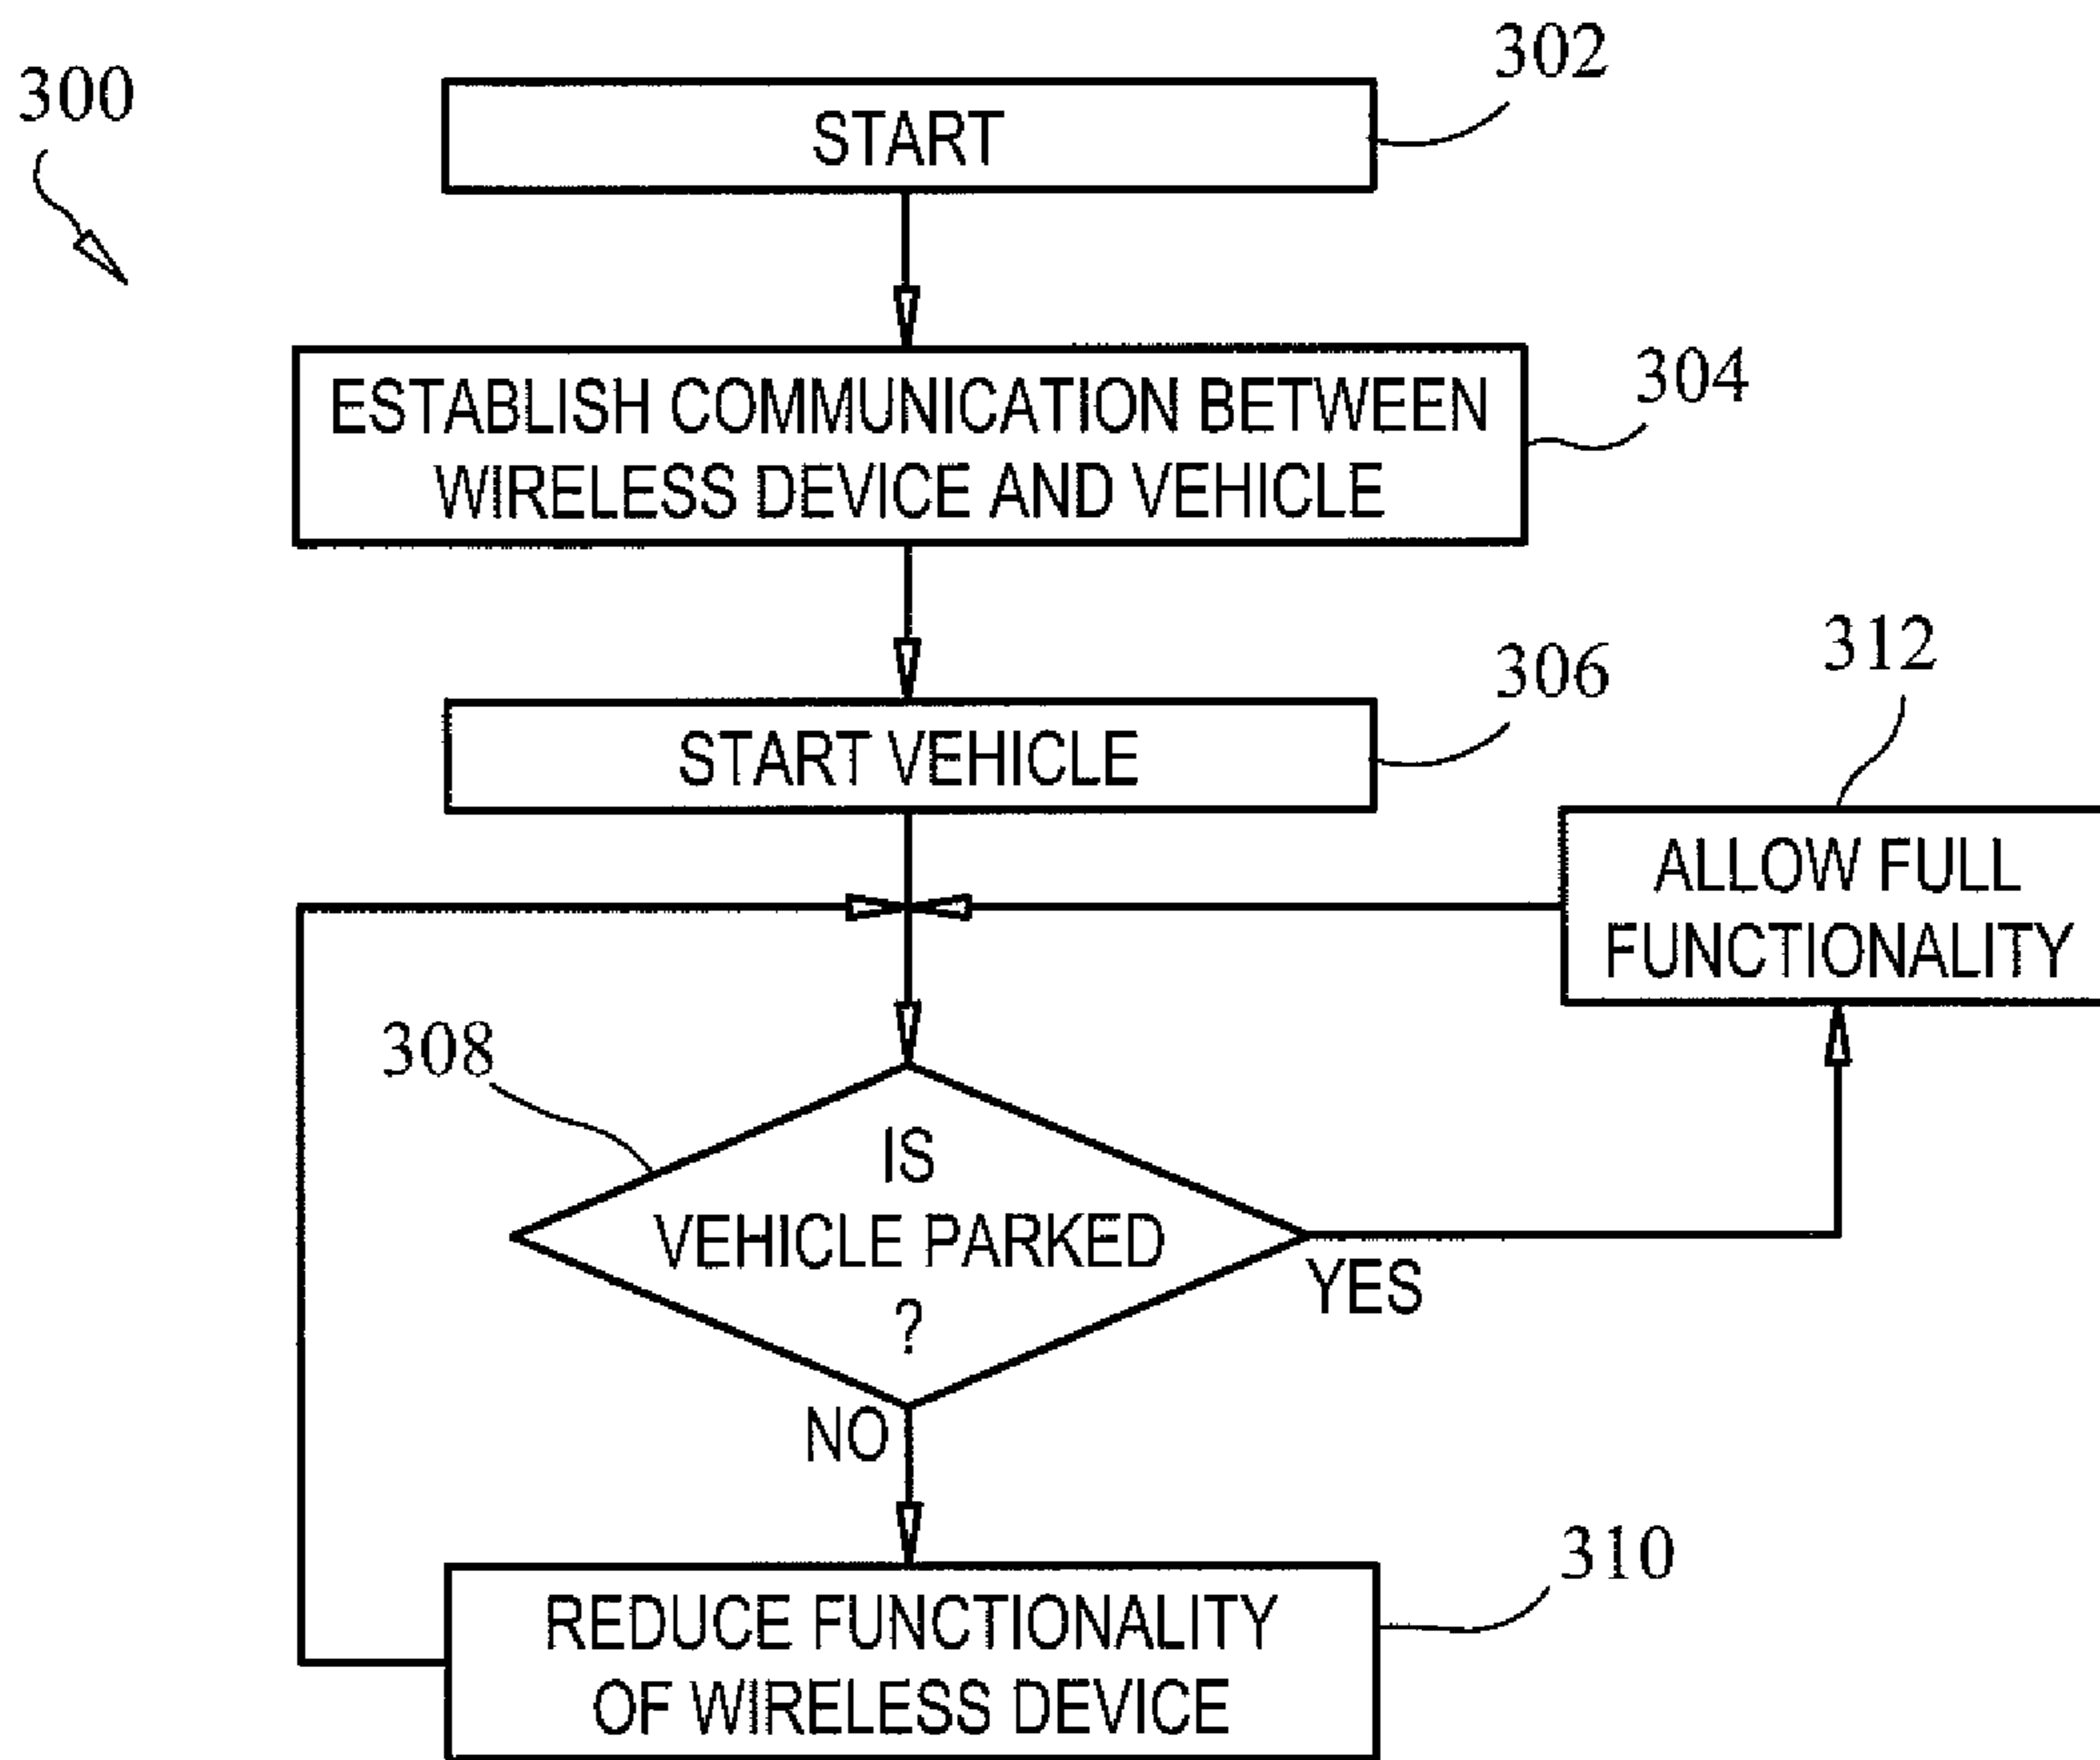 300
302
START
ESTABLISH COMMUNICATION BETWEEN
WIRELESS DEVICE AND VEHICLE
304
START VEHICLE
306
312
ALLOW FULL
FUNCTIONALITY
308
IS
VEHICLE PARKED
?
YES
NO
REDUCE FUNCTIONALITY
OF WIRELESS DEVICE
310